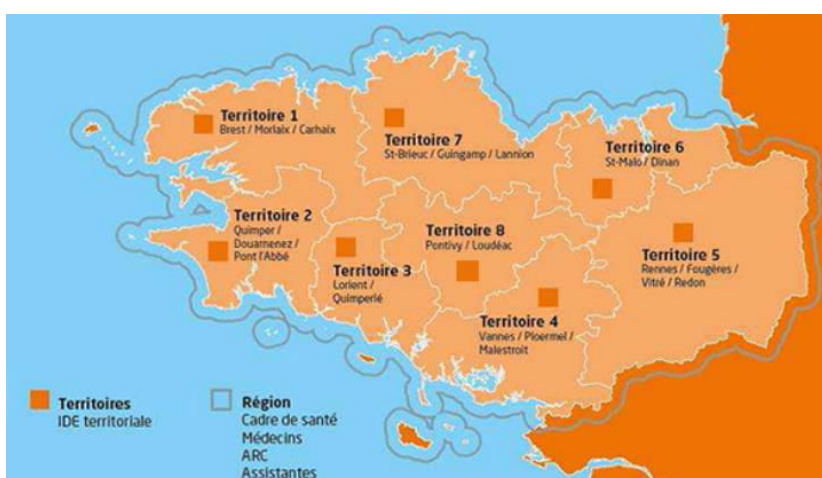 Territoire 1
Brest / Morlaix / Carhaix
Territoire 7
St-Brieuc / Guingamp / Lannion
Territoire 6
St-Malo / Dinan
Territoire 2
Quimper /
Douarnenez /
Pont l'Abbé
Territoire 3
Lorient /
Quimperlé
Territoire 8
Pontivy / Loudéac
Territoire 5
Rennes / Fougères /
Vitré / Redon
Territoire 4
Vannes / Ploermel /
Malestroit
Territoires
IDE territoriale
Région
Cadre de santé
Médecins
ARC
Assistantes